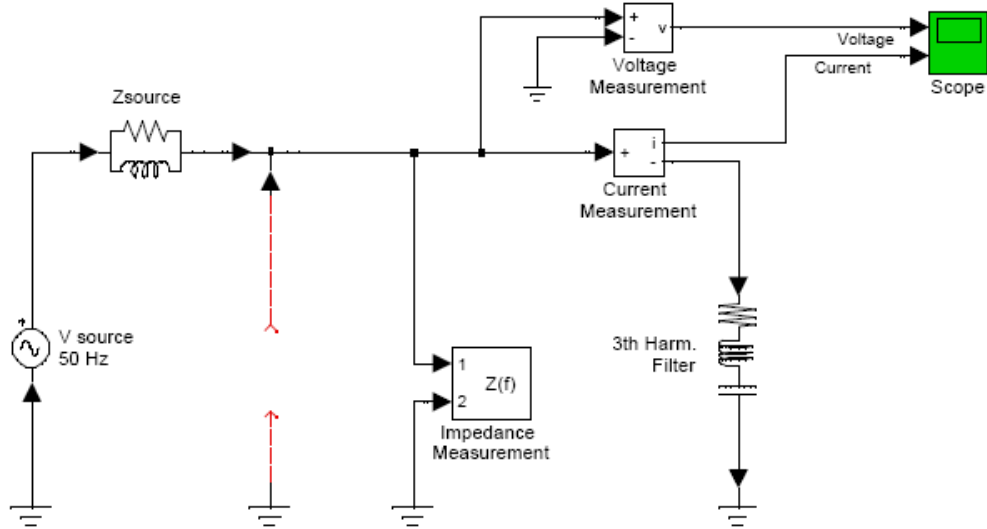 +
-
v
Voltage
Measurement
Voltage
Current
Scope
Zsource
+
i
-
Current
Measurement
+
V source
50 Hz
1
Z(f)
2
Impedance
Measurement
3th Harm.
Filter